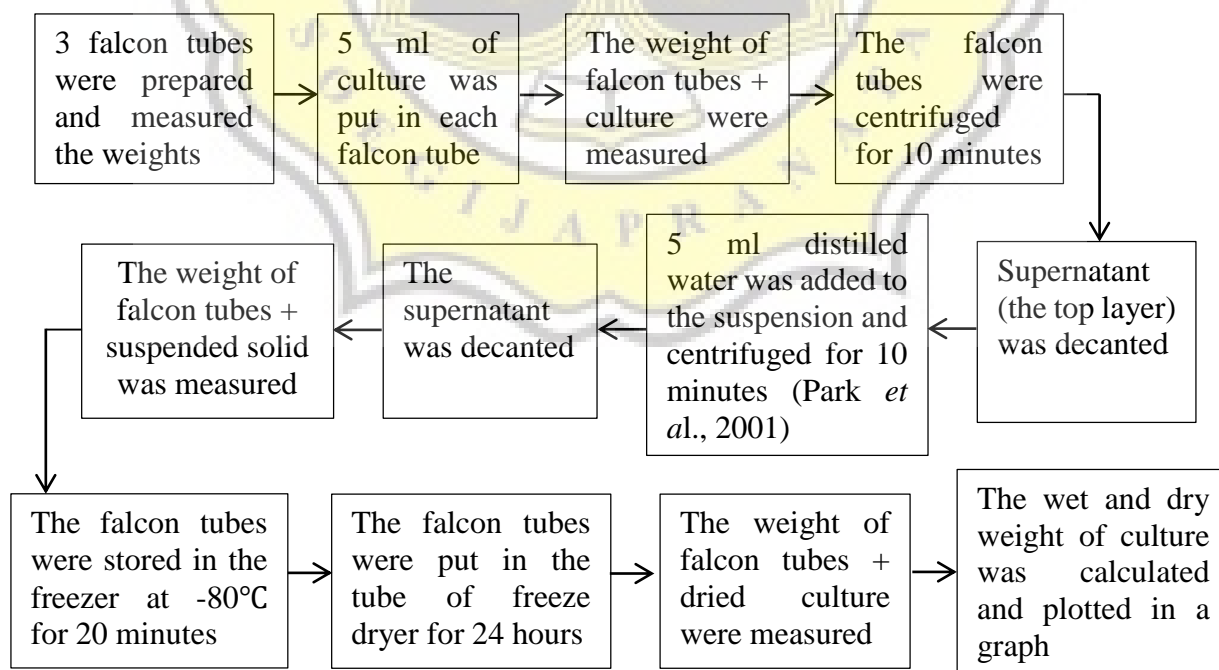 3 falcon tubes
were prepared
and measured
the weights
5 ml of
culture was
put in each
falcon tube
The weight of
falcon tubes +
culture were
measured
The falcon
tubes were
centrifuged
for 10 minutes
Supernatant
(the top layer)
was decanted
5 ml distilled
water was added to
the suspension and
centrifuged for 10
minutes (Park et
al., 2001)
The
supernatant
was decanted
The weight of
falcon tubes +
suspended solid
was measured
The falcon tubes
were stored in the
freezer at -80°C
for 20 minutes
The falcon tubes
were put in the
tube of freeze
dryer for 24 hours
The weight of
falcon tubes +
dried culture
were measured
The wet and dry
weight of culture
was calculated
and plotted in a
graph
SOEGIJAPRANATA